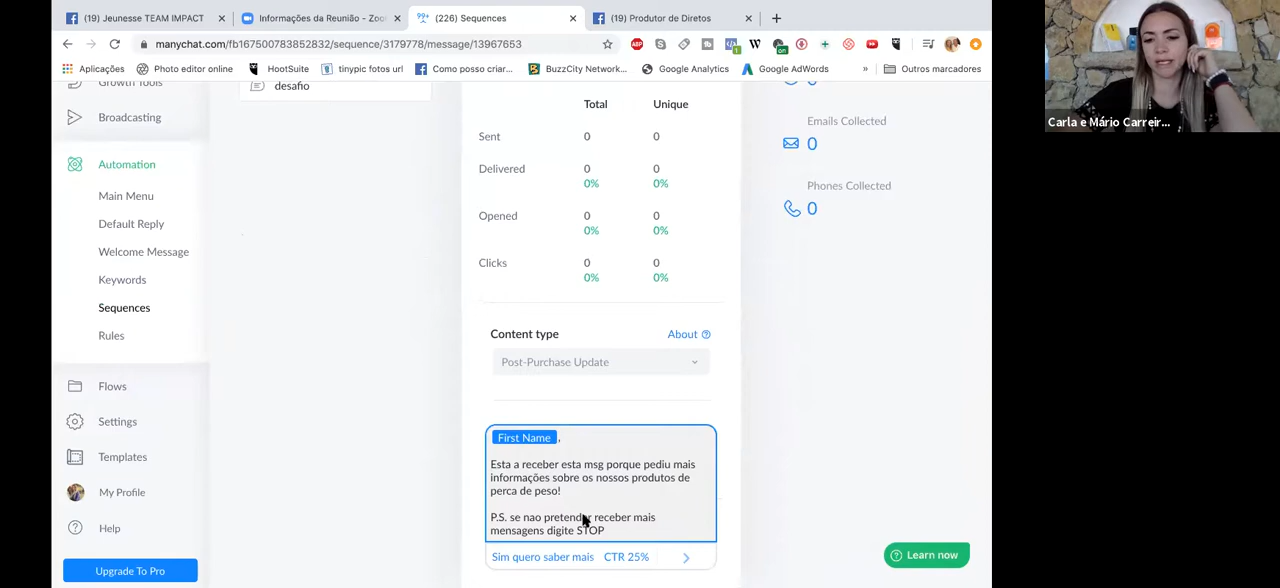 (19) Jeunesse TEAM IMPACT
Informações da Reunião - Zoo
(226) Sequences
(19) Produtor de Diretos
manychat.com/fb167500783852832/sequence/3179778/message/13967653
Aplicações
Photo editor online
HootSuite
tinypic fotos url
Como posso criar...
BuzzCity Network...
Google Analytics
Google AdWords
»
Outros marcadores
Carla e Mário Carreir...
Growth Tools
Broadcasting
Automation
Main Menu
Default Reply
Welcome Message
Keywords
Sequences
Rules
Flows
Settings
Templates
My Profile
Help
Upgrade To Pro
desafio
Total Unique
Sent 0 0
Delivered 0 0
0% 0%
Opened 0 0
0% 0%
Clicks 0 0
0% 0%
Content type About
Post-Purchase Update
First Name ,
Esta a receber esta msg porque pediu mais
informações sobre os nossos produtos de
perca de peso!
P.S. se nao pretender receber mais
mensagens digite STOP
Sim quero saber mais CTR 25%
Emails Collected
0
Phones Collected
0
Learn now